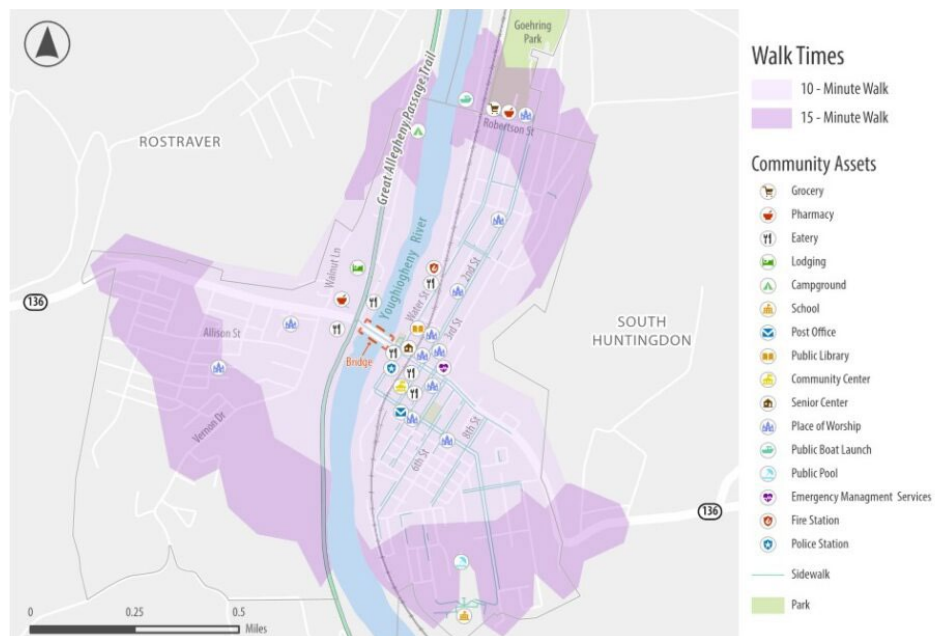 Goehring
Park
Great Allegheny Passage Trail
ROSTRAVER
Robertson St
Youghiogheny River
Walnut Ln
2nd St
Water St
3rd St
136
Allison St
SOUTH
HUNTINGDON
Bridge
Vernon Dr
8th St
6th St
136
0
0.25
0.5
Miles
Walk Times
10 - Minute Walk
15 - Minute Walk
Community Assets
Grocery
Pharmacy
Eatery
Lodging
Campground
School
Post Office
Public Library
Community Center
Senior Center
Place of Worship
Public Boat Launch
Public Pool
Emergency Managment Services
Fire Station
Police Station
Sidewalk
Park